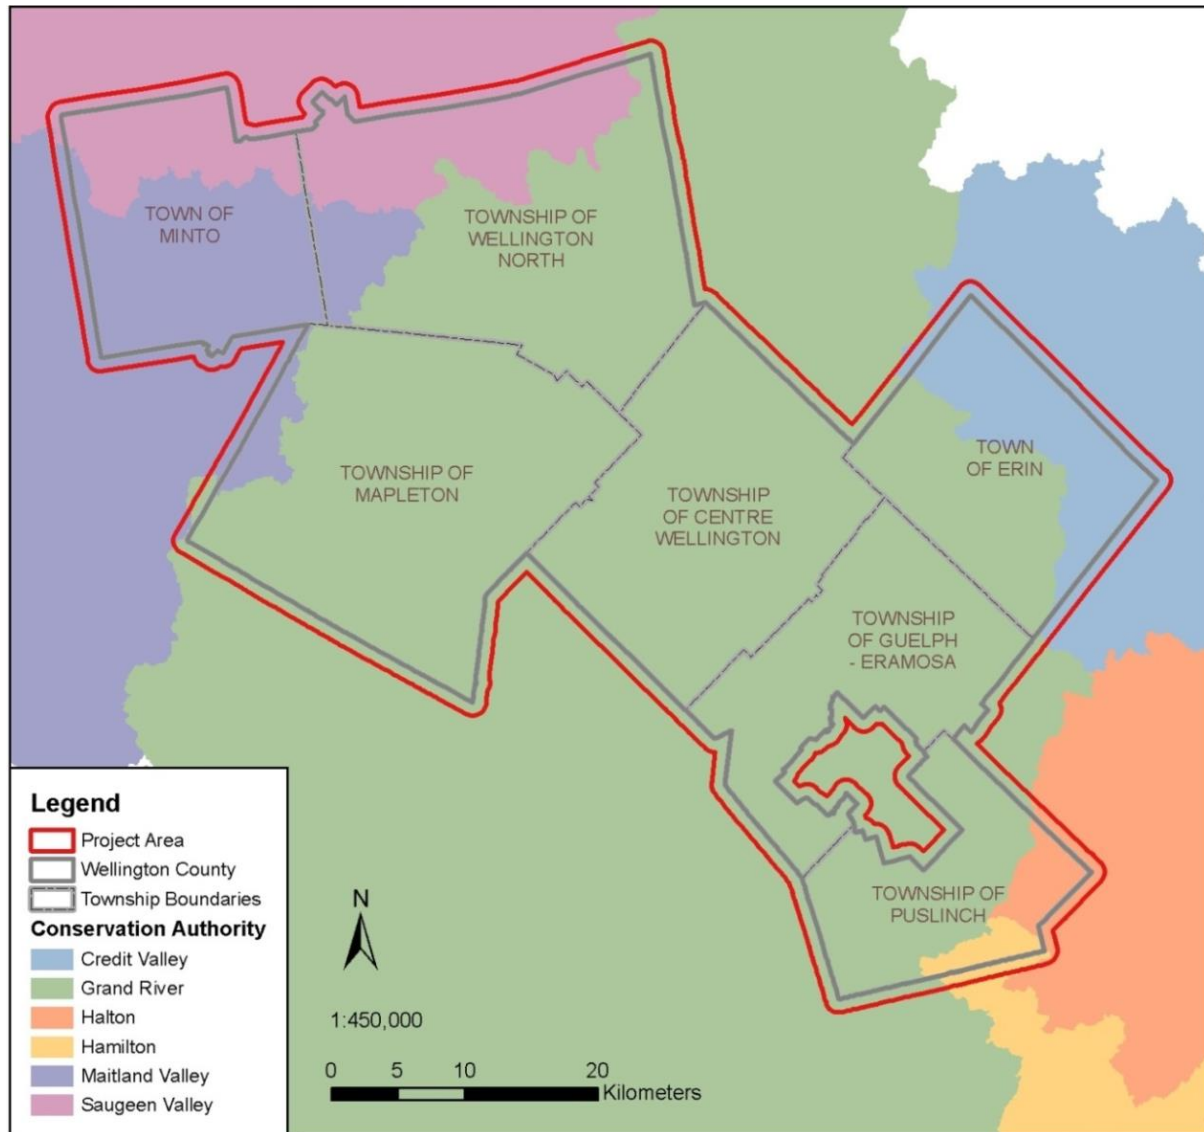 TOWN OF
MINTO
TOWNSHIP OF
WELLINGTON
NORTH
TOWNSHIP OF
MAPLETON
TOWNSHIP
OF CENTRE
WELLINGTON
TOWN
OF ERIN
TOWNSHIP
OF GUELPH
- ERAMOSA
TOWNSHIP OF
PUSLINCH
Legend
Project Area
Wellington County
Township Boundaries
Conservation Authority
Credit Valley
Grand River
Halton
Hamilton
Maitland Valley
Saugeen Valley
N
1:450,000
0 5 10 20
Kilometers